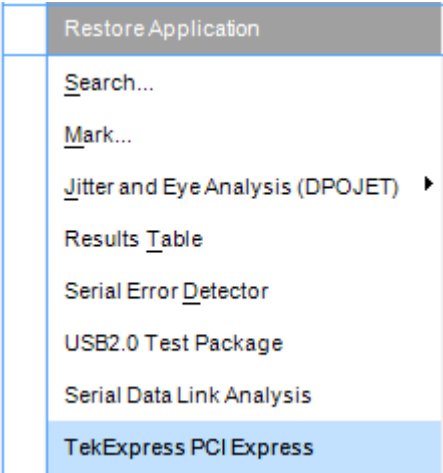 Restore Application
Search...
Mark...
Jitter and Eye Analysis (DPOJET)
Results Table
Serial Error Detector
USB2.0 Test Package
Serial Data Link Analysis
TekExpress PCI Express